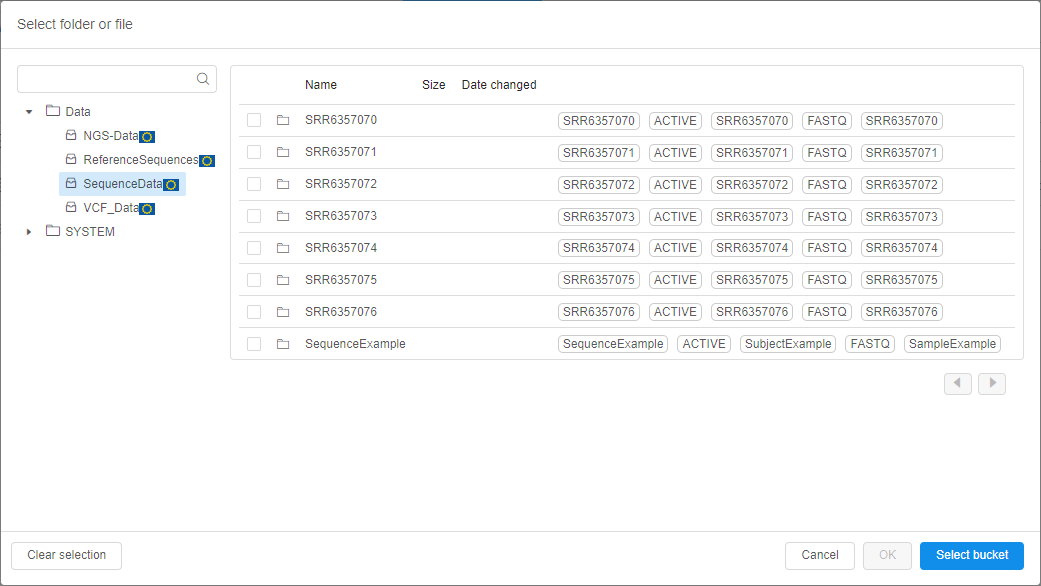 Select folder or file
Name Size Date changed
Data
NGS-Data
ReferenceSequences
SequenceData
VCF_Data
SYSTEM
SRR6357070 SRR6357070 ACTIVE SRR6357070 FASTQ SRR6357070
SRR6357071 SRR6357071 ACTIVE SRR6357071 FASTQ SRR6357071
SRR6357072 SRR6357072 ACTIVE SRR6357072 FASTQ SRR6357072
SRR6357073 SRR6357073 ACTIVE SRR6357073 FASTQ SRR6357073
SRR6357074 SRR6357074 ACTIVE SRR6357074 FASTQ SRR6357074
SRR6357075 SRR6357075 ACTIVE SRR6357075 FASTQ SRR6357075
SRR6357076 SRR6357076 ACTIVE SRR6357076 FASTQ SRR6357076
SequenceExample SequenceExample ACTIVE SubjectExample FASTQ SampleExample
Clear selection Cancel OK Select bucket